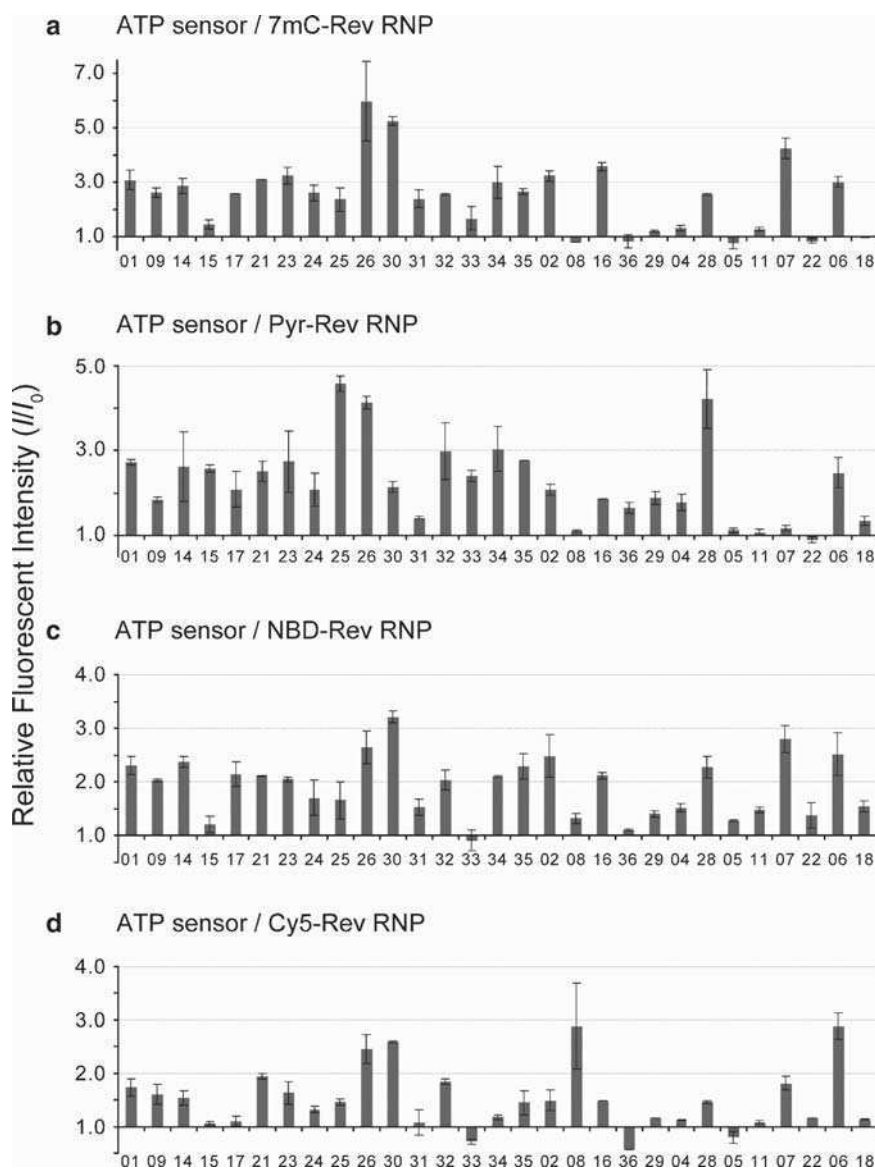 Relative Fluorescent Intensity (I/I0)
a ATP sensor / 7mC-Rev RNP
7.0
5.0
3.0
1.0
01 09 14 15 17 21 23 24 25 26 30 31 32 33 34 35 02 08 16 36 29 04 28 05 11 07 22 06 18
b ATP sensor / Pyr-Rev RNP
5.0
3.0
1.0
01 09 14 15 17 21 23 24 25 26 30 31 32 33 34 35 02 08 16 36 29 04 28 05 11 07 22 06 18
c ATP sensor / NBD-Rev RNP
4.0
3.0
2.0
1.0
01 09 14 15 17 21 23 24 25 26 30 31 32 33 34 35 02 08 16 36 29 04 28 05 11 07 22 06 18
d ATP sensor / Cy5-Rev RNP
4.0
3.0
2.0
1.0
01 09 14 15 17 21 23 24 25 26 30 31 32 33 34 35 02 08 16 36 29 04 28 05 11 07 22 06 18